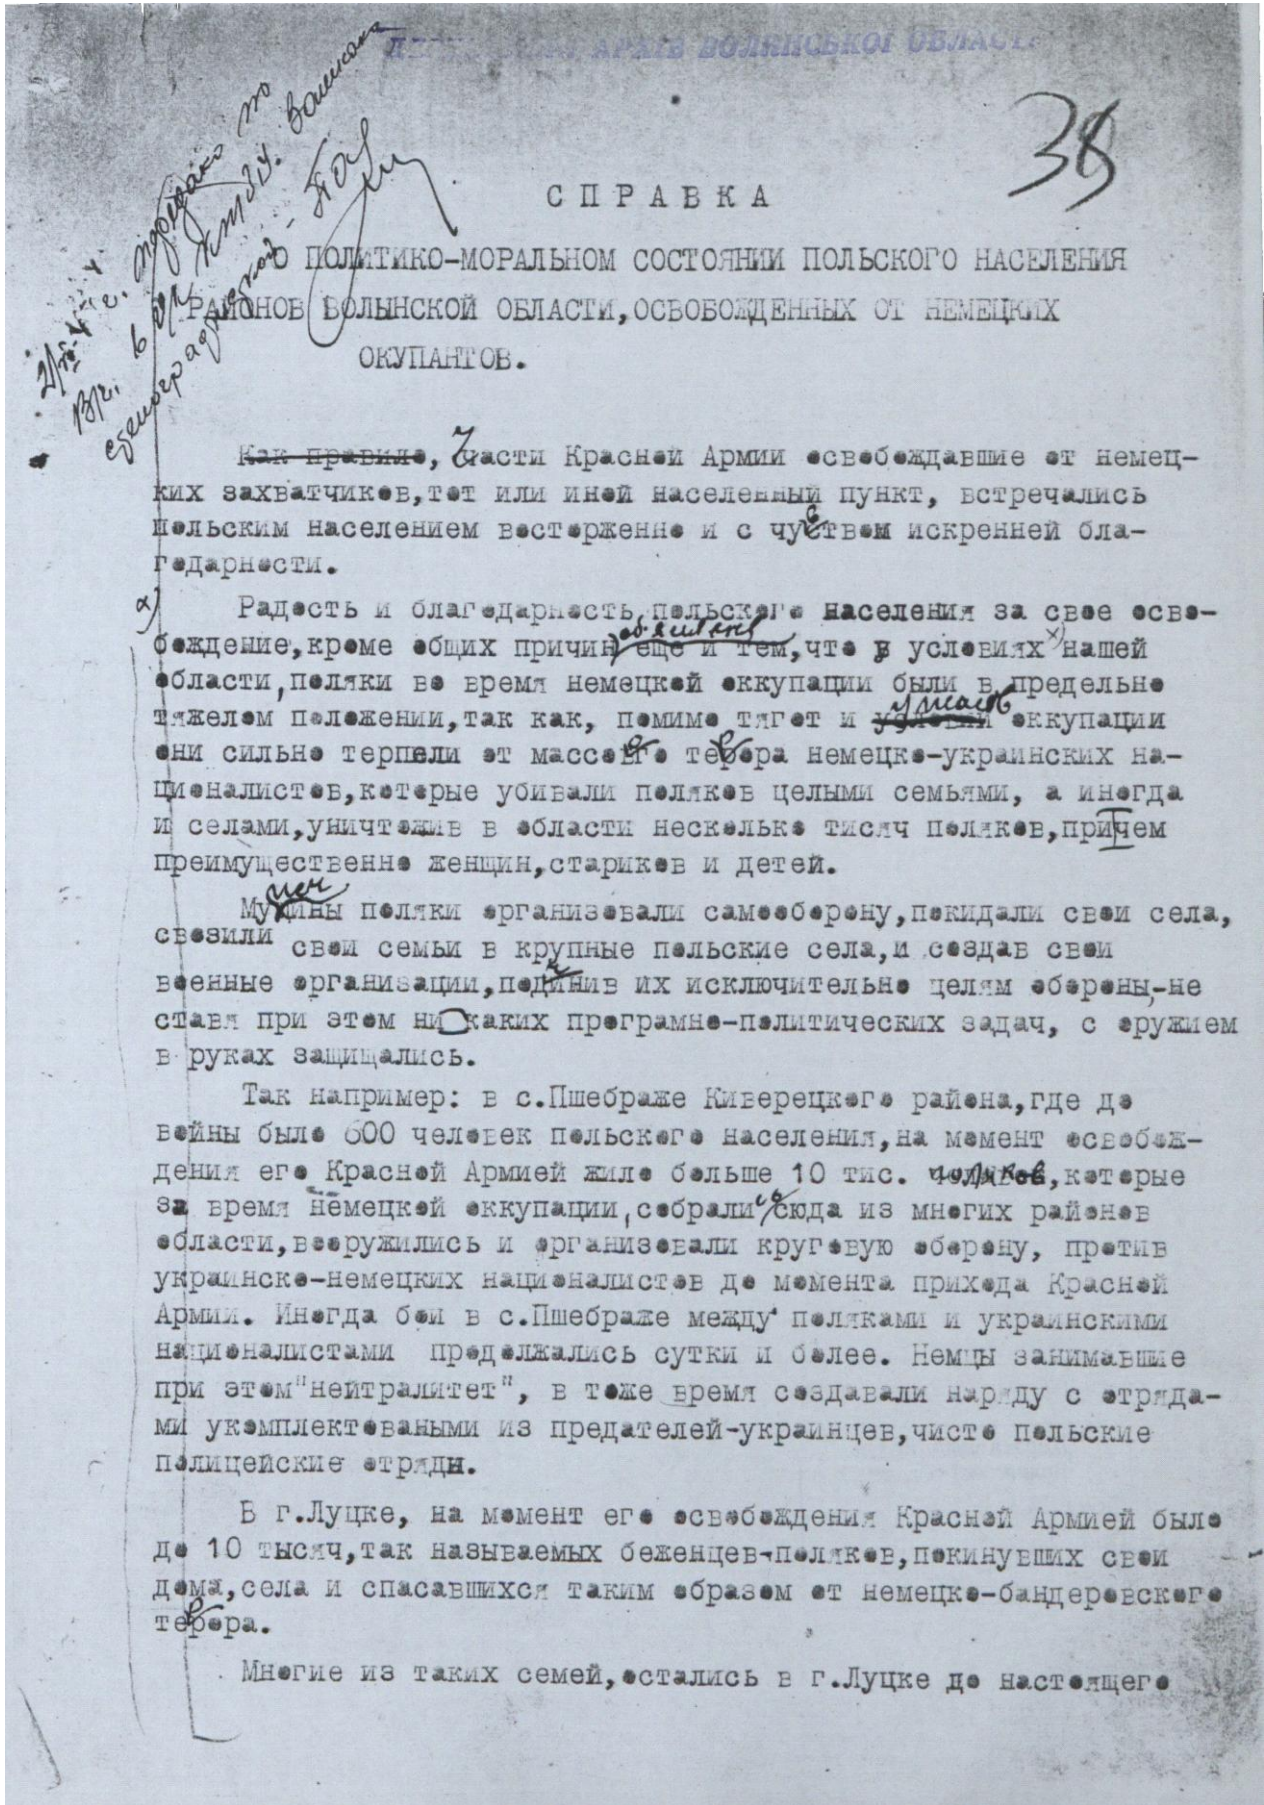 АРХІВ ВОЛИНСЬКОЇ ОБЛАСТІ
38
СПРАВКА
О ПОЛИТИКО-МОРАЛЬНОМ СОСТОЯНИИ ПОЛЬСКОГО НАСЕЛЕНИЯ
РАЙОНОВ ВОЛЫНСКОЙ ОБЛАСТИ,ОСВОБОЖДЕННЫХ ОТ НЕМЕЦКИХ
ОКУПАНТОВ.
Как правило, Части Красной Армии освобождавшие от немец-
ких захватчиков,тот или иной населенный пункт, встречались
польским населением восторженно и с чувством искренней бла-
годарности.
Радость и благодарность польского населения за свое осво-
бождение,кроме общих причин объяснен еще и тем,что в условиях нашей
области,поляки во время немецкой оккупации были в предельно
тяжелом положении,так как, помимо тягот и ужасов оккупации
они сильно терпели от массового террора немецко-украинских на-
ционалистов,которые убивали поляков целыми семьями, а иногда
и селами,уничтожив в области несколько тисяч поляков,причем
преимущественно женщин,стариков и детей.
Мужчины поляки организовали самооборону,покидали свои села,
свозили свои семьи в крупные польские села,и создав свои
военные организации,подчинив их исключительно целям обороны,-не
ставя при этом никаких програмно-политических задач, с оружием
в руках защищались.
Так например: в с.Пшебраже Киверецкого района,где до
войны было 600 человек польского населения,на момент освобож-
дения его Красной Армией жило больше 10 тис. поляков,которые
за время немецкой оккупации,собрались сюда из многих районов
области,вооружились и организовали круговую оборону, против
украинско-немецких националистов до момента прихода Красной
Армии. Иногда бои в с.Пшебраже между поляками и украинскими
националистами продолжались сутки и более. Немцы занимавшие
при этом"нейтралитет", в тоже время создавали наряду с отряда-
ми укомплектоваными из предателей-украинцев,чисто польские
полицейские отряды.
В г.Луцке, на момент его освобождения Красной Армией было
до 10 тысяч,так называемых беженцев-поляков,покинувших свои
дома,села и спасавшихся таким образом от немецко-бандеровского
террора.
Многие из таких семей,остались в г.Луцке до настоящего